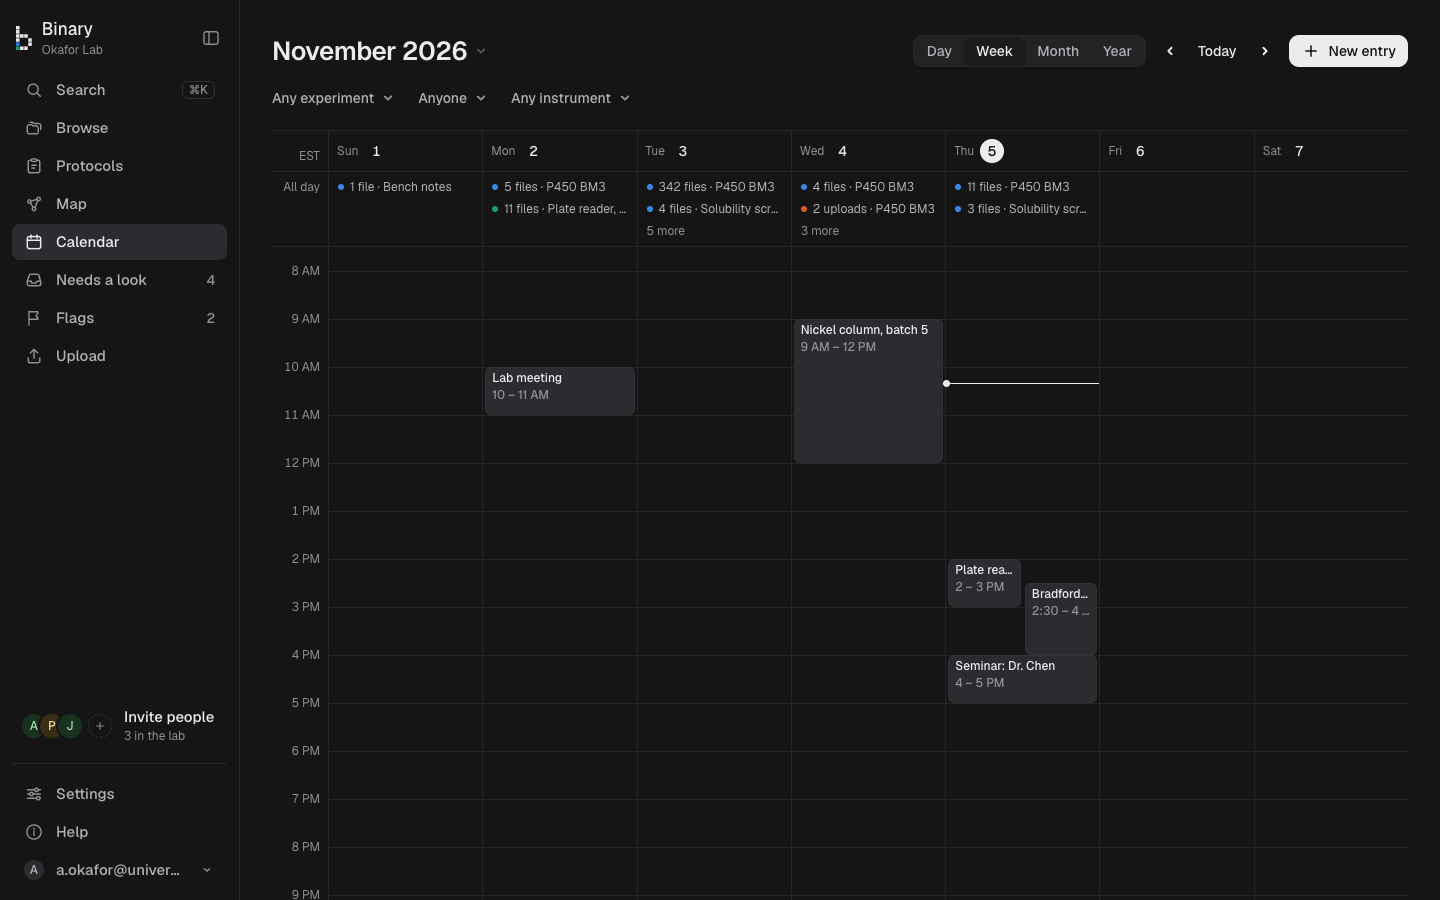 Binary
Okafor Lab
Search ⌘K
Browse
Protocols
Map
Calendar
Needs a look 4
Flags 2
Upload
A P J + Invite people
3 in the lab
Settings
Help
A a.okafor@univer...
November 2026
Day Week Month Year
Today
New entry
Any experiment Anyone Any instrument
EST Sun 1 Mon 2 Tue 3 Wed 4 Thu 5 Fri 6 Sat 7
All day
1 file · Bench notes
5 files · P450 BM3
11 files · Plate reader, ...
342 files · P450 BM3
4 files · Solubility scr...
5 more
4 files · P450 BM3
2 uploads · P450 BM3
3 more
11 files · P450 BM3
3 files · Solubility scr...
8 AM
9 AM
10 AM
11 AM
12 PM
1 PM
2 PM
3 PM
4 PM
5 PM
6 PM
7 PM
8 PM
9 PM
Lab meeting
10 – 11 AM
Nickel column, batch 5
9 AM – 12 PM
Plate rea...
2 – 3 PM
Bradford...
2:30 – 4 ...
Seminar: Dr. Chen
4 – 5 PM